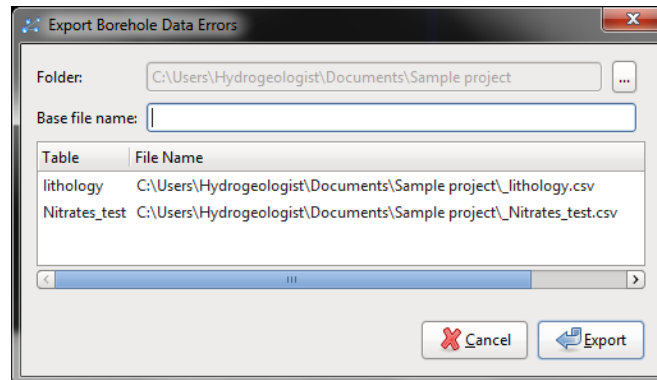 Export Borehole Data Errors
Folder: C:\Users\Hydrogeologist\Documents\Sample project ...
Base file name:
Table File Name
lithology C:\Users\Hydrogeologist\Documents\Sample project\_lithology.csv
Nitrates_test C:\Users\Hydrogeologist\Documents\Sample project\_Nitrates_test.csv
Cancel Export